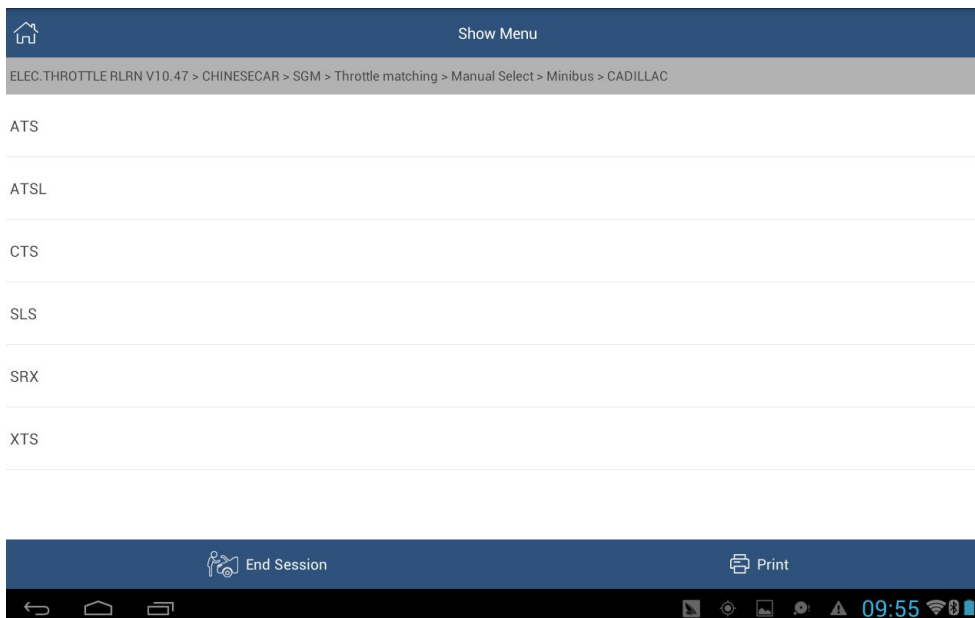 Show Menu
ELEC.THROTTLE RLRN V10.47 > CHINESECAR > SGM > Throttle matching > Manual Select > Minibus > CADILLAC
ATS
ATSL
CTS
SLS
SRX
XTS
End Session
Print
09:55